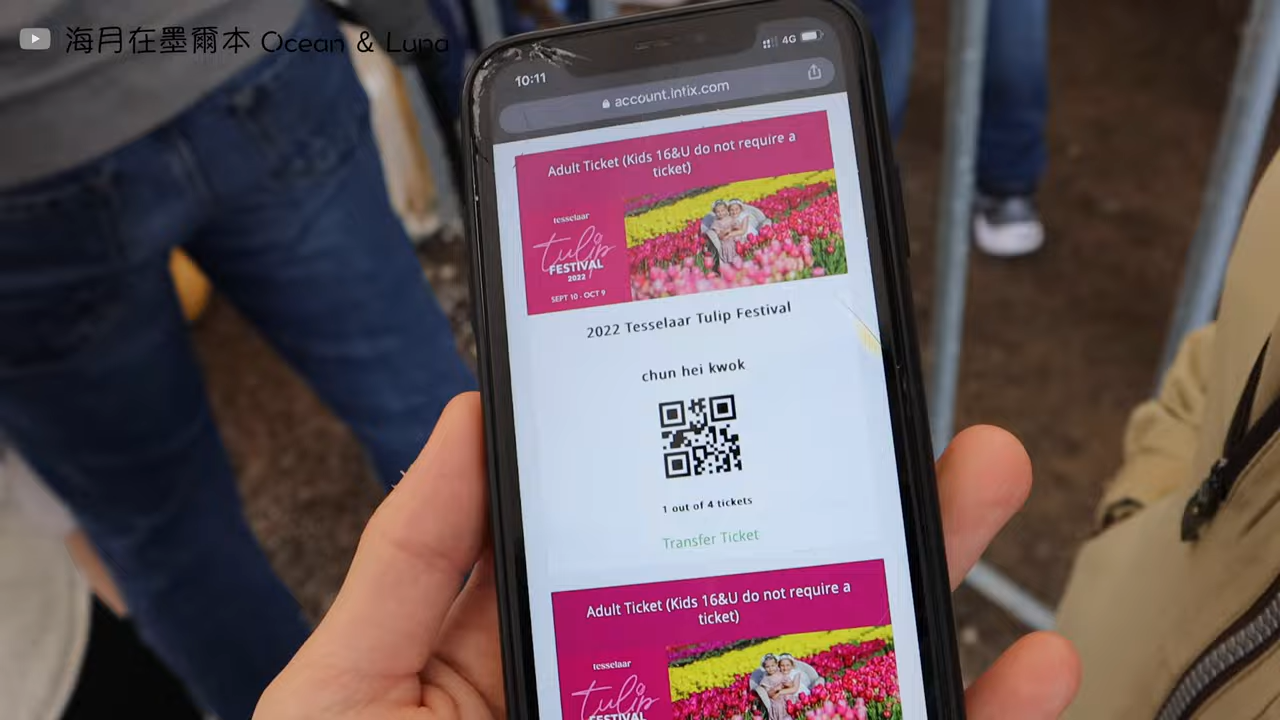 海月在墨爾本 Ocean & Luna
10:11
4G
account.lntix.com
Adult Ticket (Kids 16&U do not require a
ticket)
tesselaar
tulip
FESTIVAL
2022
SEPT 10 - OCT 9
2022 Tesselaar Tulip Festival
chun hei kwok
1 out of 4 tickets
Transfer Ticket
Adult Ticket (Kids 16&U do not require a
ticket)
tesselaar
tulip
FESTIVAL